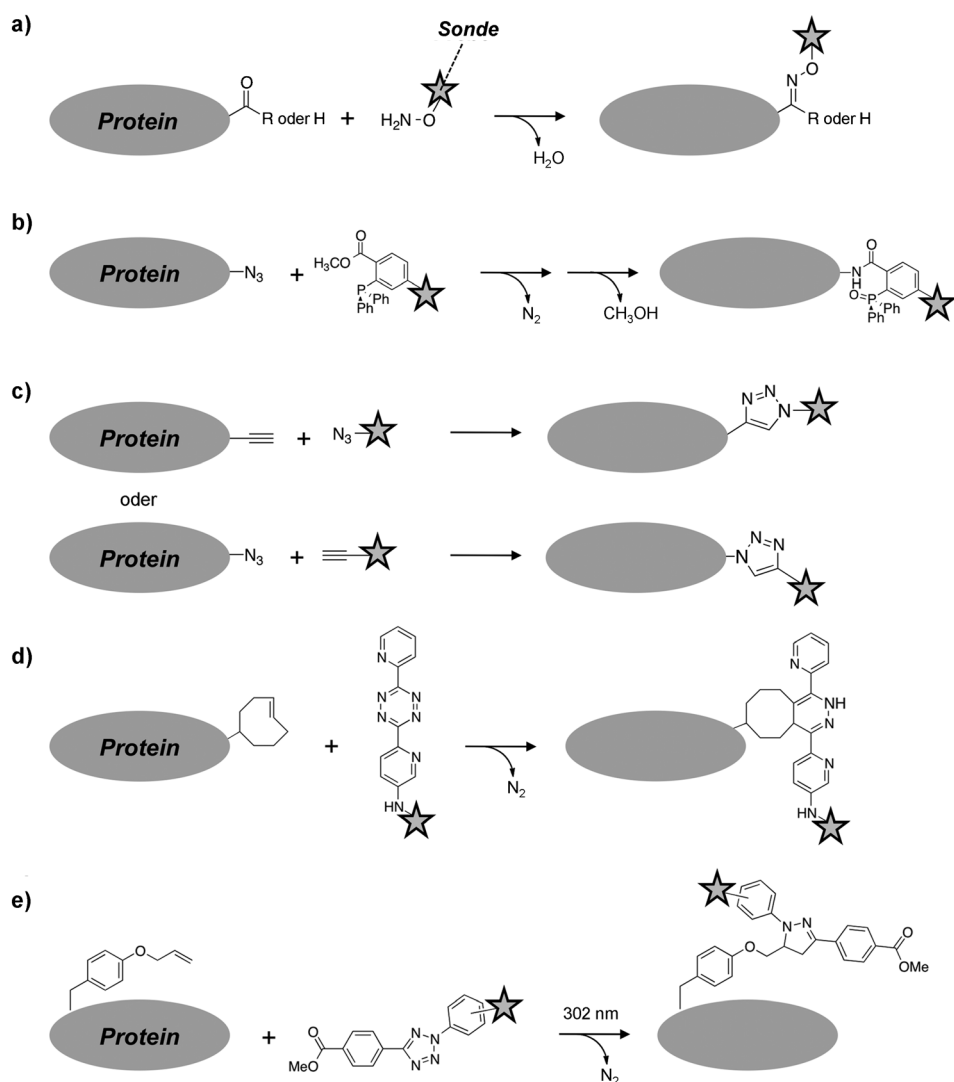 a)
Sonde
Protein
O
R oder H
+
H2N
O
H2O
N
O
R oder H
b)
Protein
N3
+
O
H3CO
P
Ph
Ph
N2
CH3OH
O
N
H
O
P
Ph
Ph
c)
Protein
+
N3
N
N
N
oder
Protein
N3
+
N
N
N
d)
Protein
+
N
N
N
N
N
N
HN
N2
N
NH
N
N
HN
e)
O
Protein
+
O
MeO
N
N
N
N
302 nm
N2
N
N
O
O
OMe